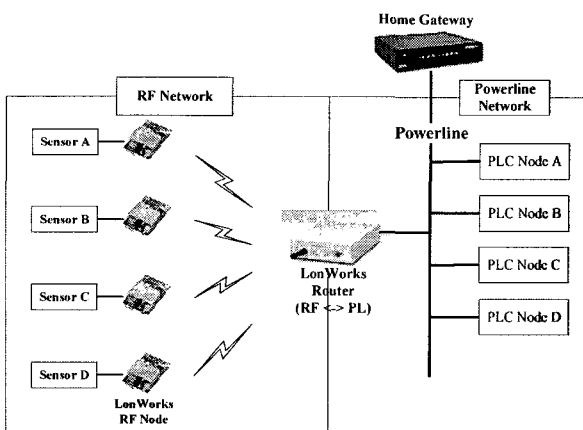 Home Gateway
RF Network
Powerline
Network
Powerline
Sensor A
Sensor B
Sensor C
Sensor D
LonWorks
RF Node
LonWorks
Router
(RF <-> PL)
PLC Node A
PLC Node B
PLC Node C
PLC Node D